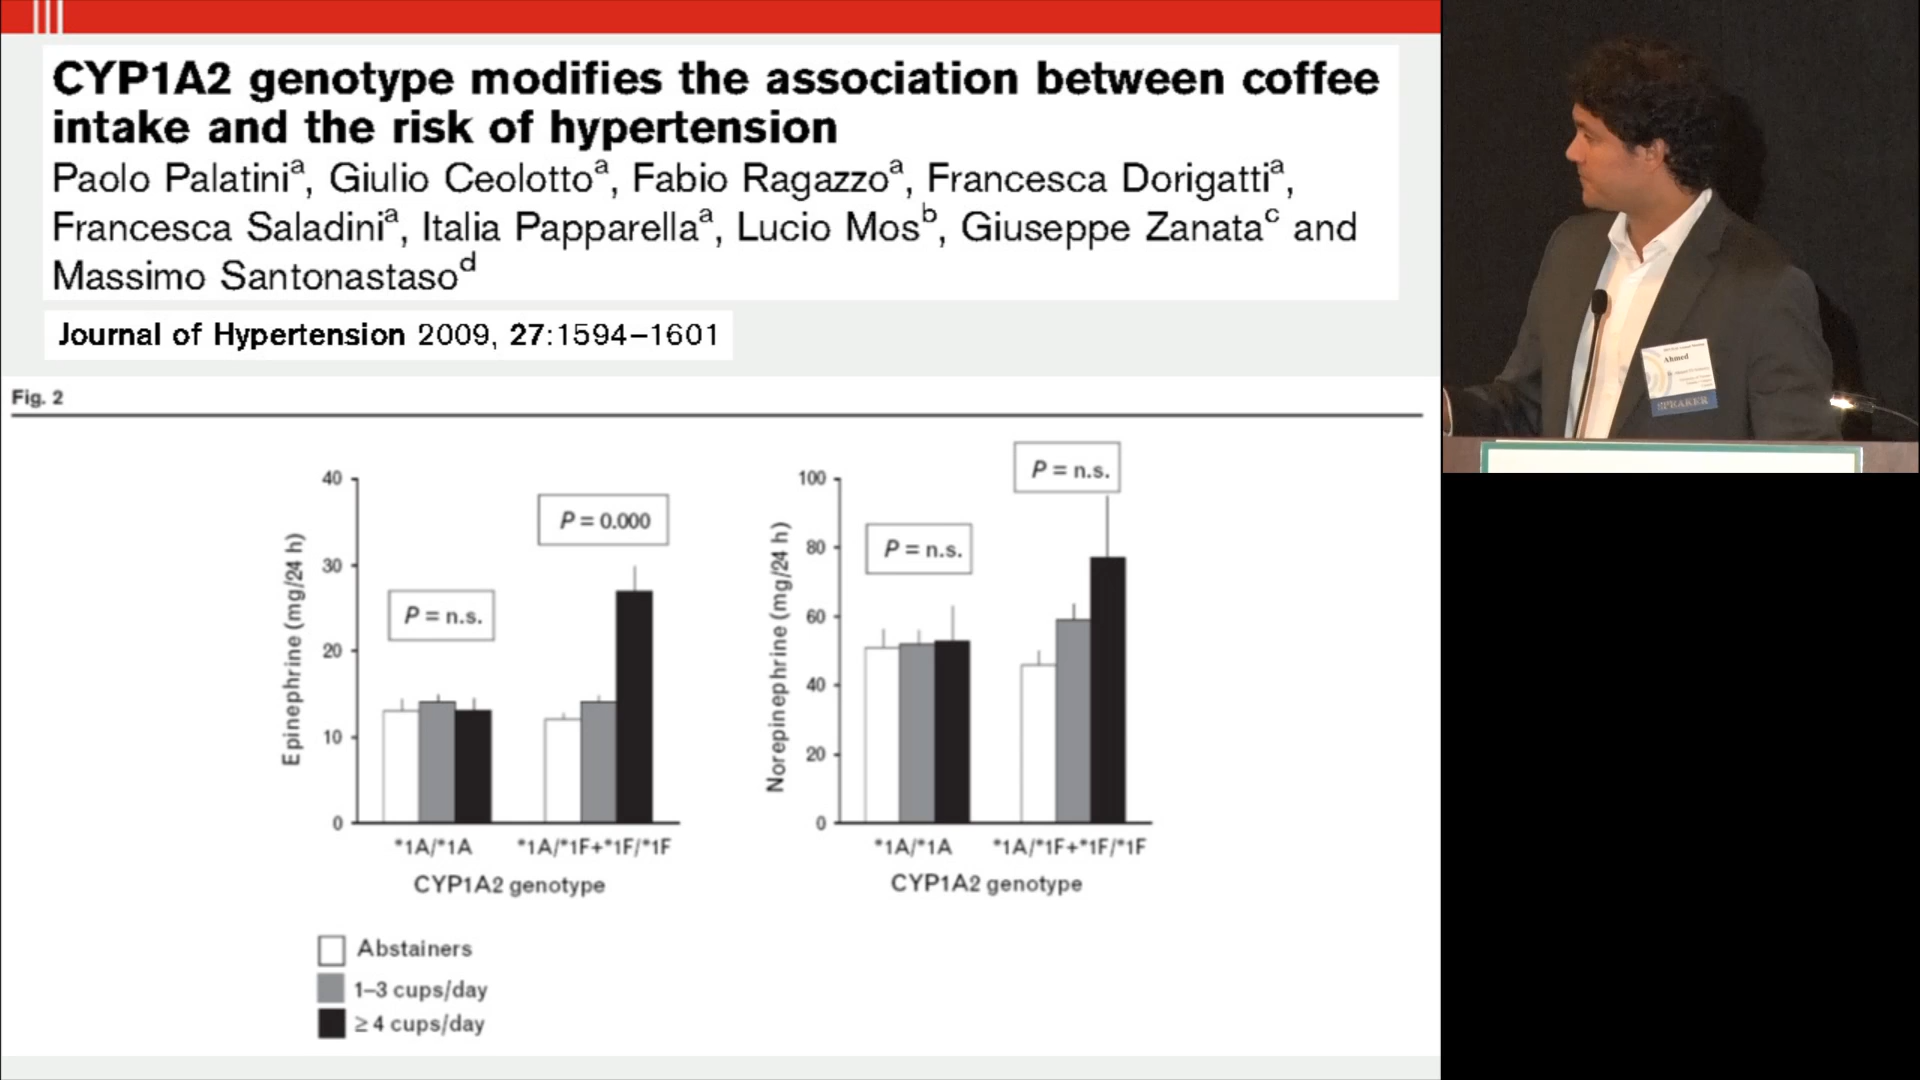 CYP1A2 genotype modifies the association between coffee
intake and the risk of hypertension
Paolo Palatiniᵃ, Giulio Ceolottoᵃ, Fabio Ragazzoᵃ, Francesca Dorigattiᵃ,
Francesca Saladiniᵃ, Italia Papparellaᵃ, Lucio Mosᵇ, Giuseppe Zanataᶜ and
Massimo Santonastasoᵈ
Journal of Hypertension 2009, 27:1594–1601
Fig. 2
Epinephrine (mg/24 h)
40
30
20
10
0
P = n.s.
P = 0.000
*1A/*1A
*1A/*1F+*1F/*1F
CYP1A2 genotype
Norepinephrine (mg/24 h)
100
80
60
40
20
0
P = n.s.
P = n.s.
*1A/*1A
*1A/*1F+*1F/*1F
CYP1A2 genotype
Abstainers
1–3 cups/day
≥ 4 cups/day
Ahmed
SPEAKER